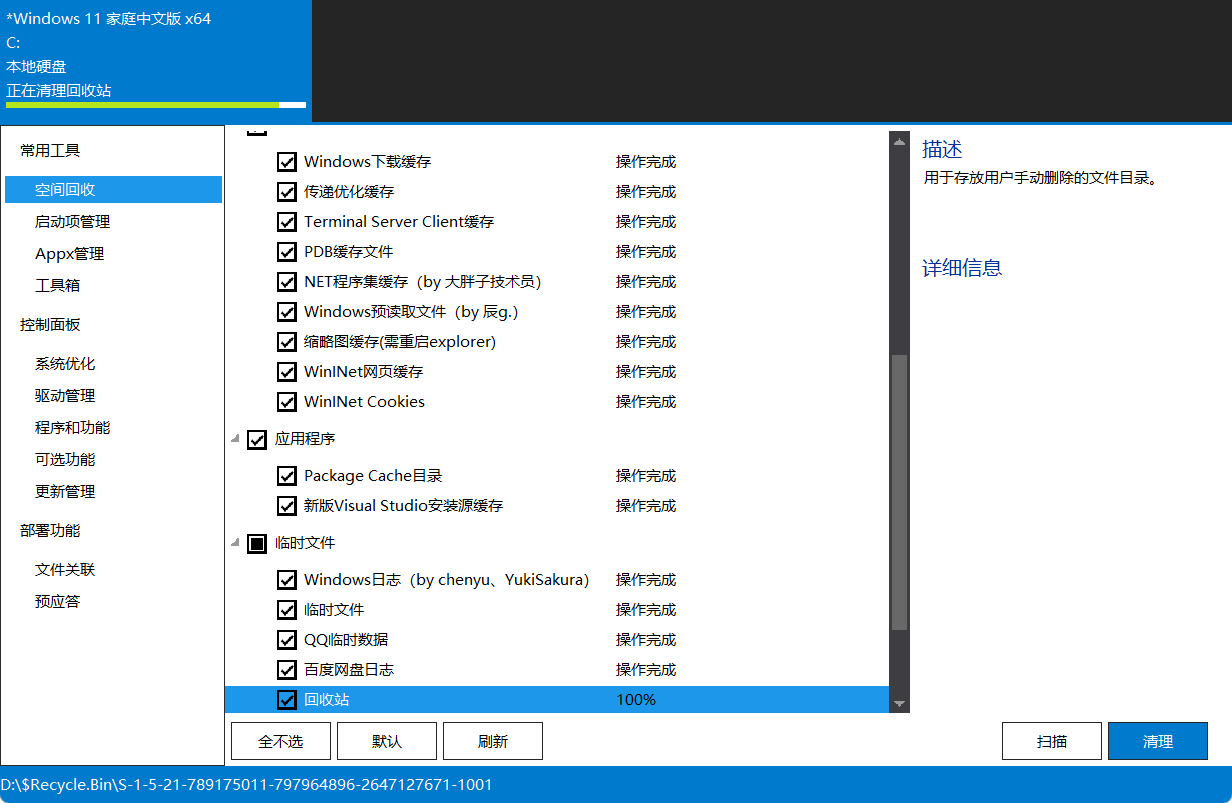 *Windows 11 家庭中文版 x64
C:
本地硬盘
正在清理回收站
常用工具
空间回收
启动项管理
Appx管理
工具箱
控制面板
系统优化
驱动管理
程序和功能
可选功能
更新管理
部署功能
文件关联
预应答
Windows下载缓存 操作完成
传递优化缓存 操作完成
Terminal Server Client缓存 操作完成
PDB缓存文件 操作完成
NET程序集缓存（by 大胖子技术员） 操作完成
Windows预读取文件（by 辰g.） 操作完成
缩略图缓存(需重启explorer) 操作完成
WinINet网页缓存 操作完成
WinINet Cookies 操作完成
应用程序
Package Cache目录 操作完成
新版Visual Studio安装源缓存 操作完成
临时文件
Windows日志（by chenyu、YukiSakura） 操作完成
临时文件 操作完成
QQ临时数据 操作完成
百度网盘日志 操作完成
回收站 100%
描述
用于存放用户手动删除的文件目录。
详细信息
全不选 默认 刷新 扫描 清理
D:\$Recycle.Bin\S-1-5-21-789175011-797964896-2647127671-1001